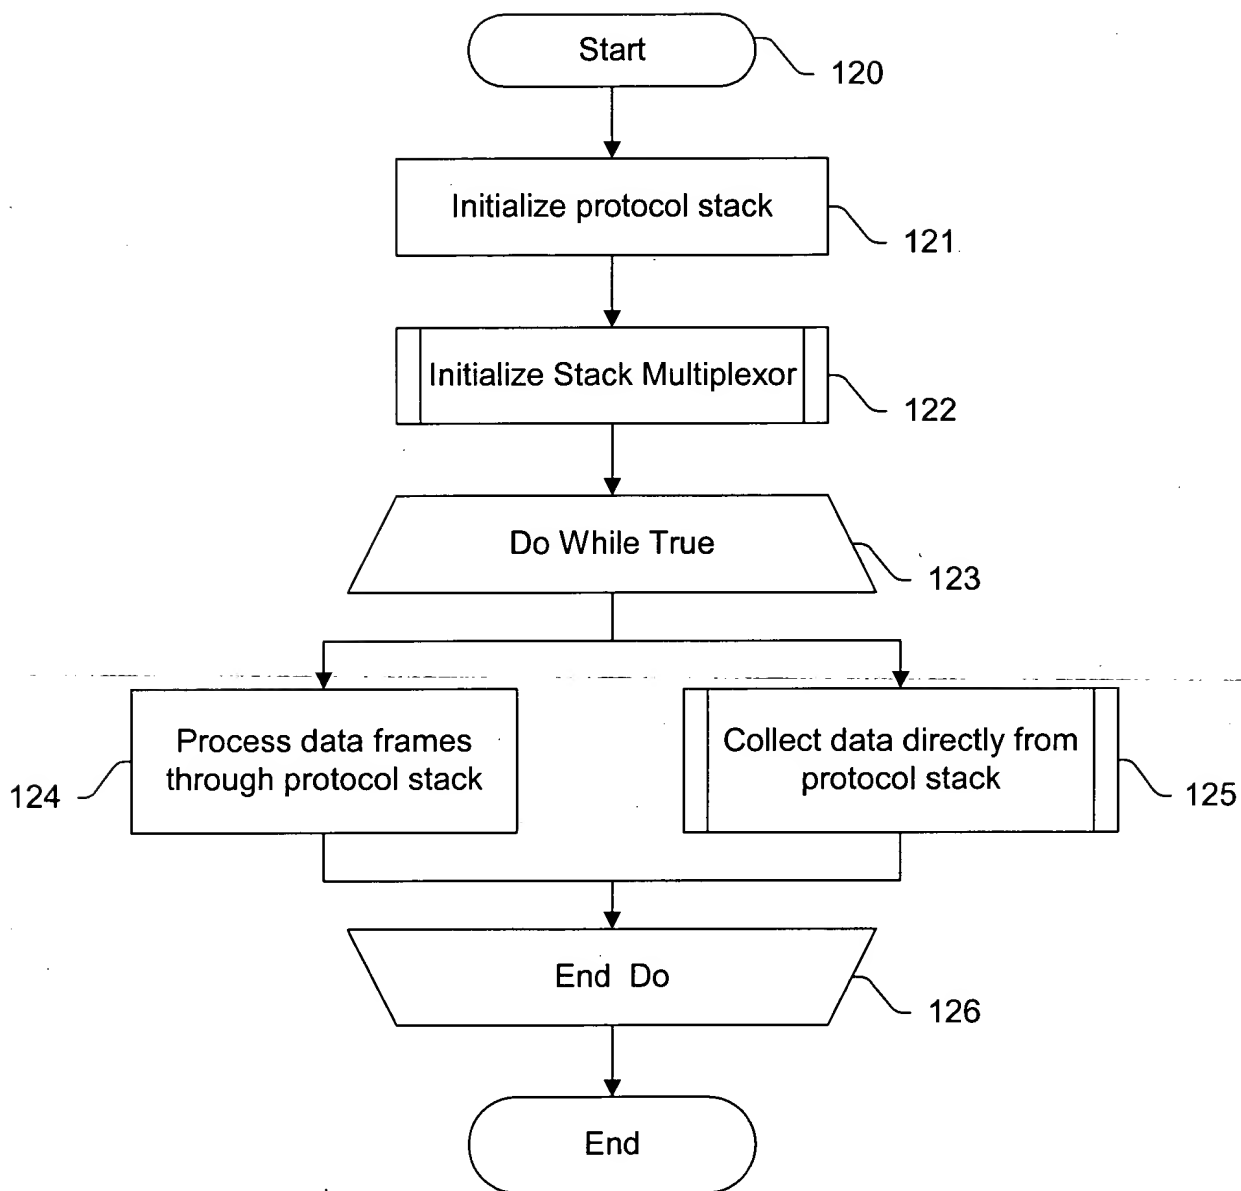 Start
120
Initialize protocol stack
121
Initialize Stack Multiplexor
122
Do While True
123
Process data frames
through protocol stack
124
Collect data directly from
protocol stack
125
End Do
126
End